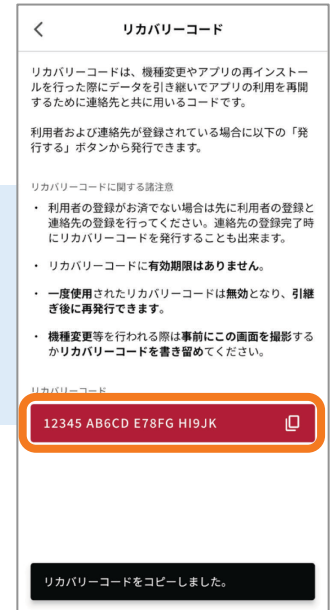 リカバリーコード
リカバリーコードは、機種変更やアプリの再インストー
ルを行った際にデータを引き継いでアプリの利用を再開
するために連絡先と共に用いるコードです。
利用者および連絡先が登録されている場合に以下の「発
行する」ボタンから発行できます。
リカバリーコードに関する諸注意
・ 利用者の登録がお済でない場合は先に利用者の登録と
連絡先の登録を行ってください。連絡先の登録完了時
にリカバリーコードを発行することも出来ます。
・ リカバリーコードに有効期限はありません。
・ 一度使用されたリカバリーコードは無効となり、引継
ぎ後に再発行できます。
・ 機種変更等を行われる際は事前にこの画面を撮影する
かリカバリーコードを書き留めてください。
リカバリーコード
12345 AB6CD E78FG HI9JK
リカバリーコードをコピーしました。